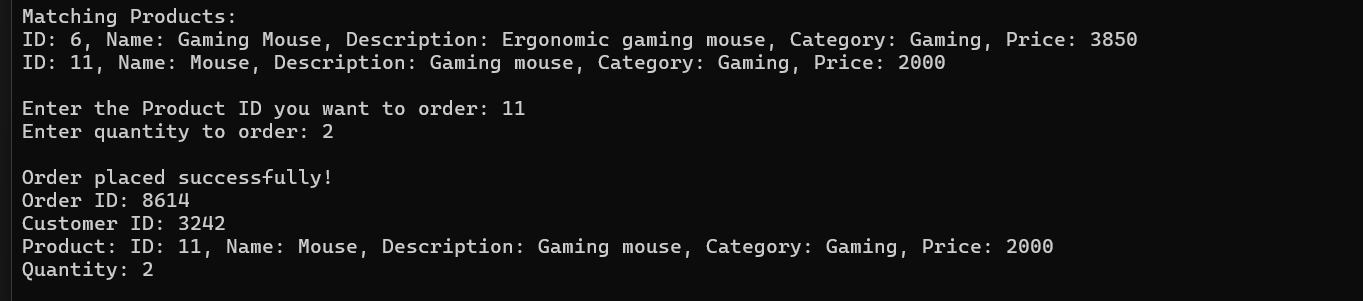 Matching Products:
ID: 6, Name: Gaming Mouse, Description: Ergonomic gaming mouse, Category: Gaming, Price: 3850
ID: 11, Name: Mouse, Description: Gaming mouse, Category: Gaming, Price: 2000
Enter the Product ID you want to order: 11
Enter quantity to order: 2
Order placed successfully!
Order ID: 8614
Customer ID: 3242
Product: ID: 11, Name: Mouse, Description: Gaming mouse, Category: Gaming, Price: 2000
Quantity: 2